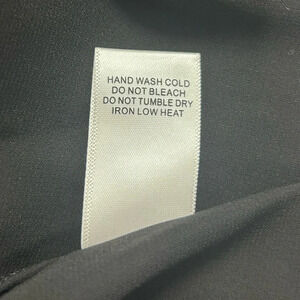 HAND WASH COLD
DO NOT BLEACH
DO NOT TUMBLE DRY
IRON LOW HEAT